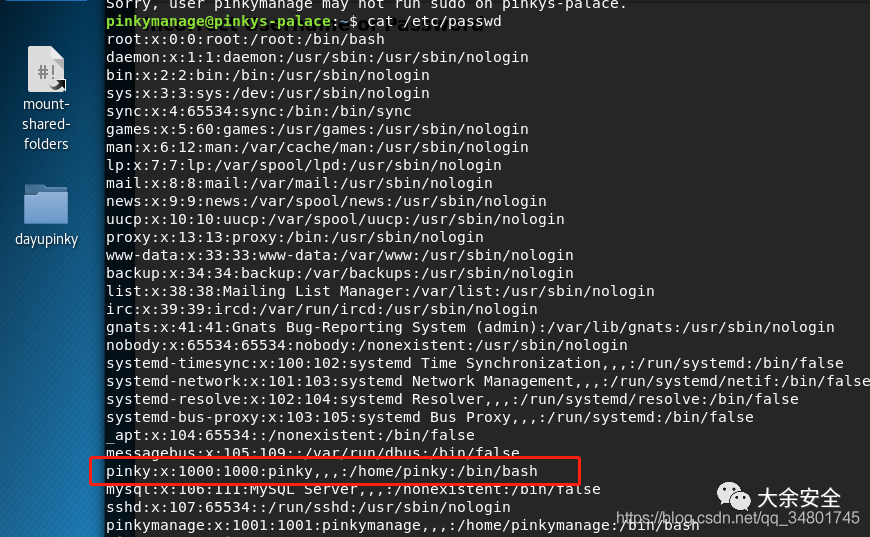 Sorry, user pinkymanage may not run sudo on pinkys-palace.
pinkymanage@pinkys-palace:~$ cat /etc/passwd
root:x:0:0:root:/root:/bin/bash
daemon:x:1:1:daemon:/usr/sbin:/usr/sbin/nologin
bin:x:2:2:bin:/bin:/usr/sbin/nologin
sys:x:3:3:sys:/dev:/usr/sbin/nologin
sync:x:4:65534:sync:/bin:/bin/sync
games:x:5:60:games:/usr/games:/usr/sbin/nologin
man:x:6:12:man:/var/cache/man:/usr/sbin/nologin
lp:x:7:7:lp:/var/spool/lpd:/usr/sbin/nologin
mail:x:8:8:mail:/var/mail:/usr/sbin/nologin
news:x:9:9:news:/var/spool/news:/usr/sbin/nologin
uucp:x:10:10:uucp:/var/spool/uucp:/usr/sbin/nologin
proxy:x:13:13:proxy:/bin:/usr/sbin/nologin
www-data:x:33:33:www-data:/var/www:/usr/sbin/nologin
backup:x:34:34:backup:/var/backups:/usr/sbin/nologin
list:x:38:38:Mailing List Manager:/var/list:/usr/sbin/nologin
irc:x:39:39:ircd:/var/run/ircd:/usr/sbin/nologin
gnats:x:41:41:Gnats Bug-Reporting System (admin):/var/lib/gnats:/usr/sbin/nologin
nobody:x:65534:65534:nobody:/nonexistent:/usr/sbin/nologin
systemd-timesync:x:100:102:systemd Time Synchronization,,,:/run/systemd:/bin/false
systemd-network:x:101:103:systemd Network Management,,,:/run/systemd/netif:/bin/false
systemd-resolve:x:102:104:systemd Resolver,,,:/run/systemd/resolve:/bin/false
systemd-bus-proxy:x:103:105:systemd Bus Proxy,,,:/run/systemd:/bin/false
_apt:x:104:65534::/nonexistent:/bin/false
messagebus:x:105:109::/var/run/dbus:/bin/false
pinky:x:1000:1000:pinky,,,:/home/pinky:/bin/bash
mysql:x:106:111:MySQL Server,,,:/nonexistent:/bin/false
sshd:x:107:65534::/run/sshd:/usr/sbin/nologin
pinkymanage:x:1001:1001:pinkymanage,,,:/home/pinkymanage:/bin/bash
mount-
shared-
folders
dayupinky
大余安全
https://blog.csdn.net/qq_34801745